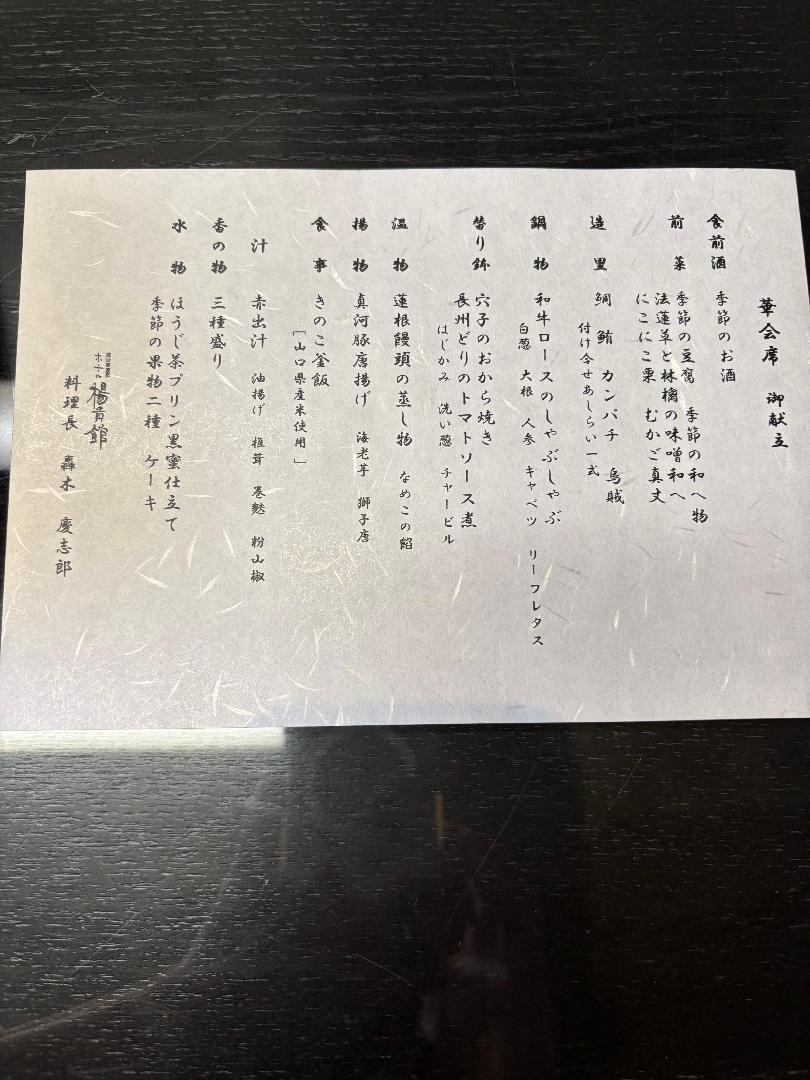 華会席 御献立
食前酒 季節のお酒
前菜 季節の豆腐 季節の和へ物
法蓮草と林檎の味噌和へ
にこにこ栗 むかご真丈
造里 鯛 鮪 カンパチ 烏賊
付け合せあしらい一式
鍋物 和牛ロースのしゃぶしゃぶ
白葱 大根 人参 キャベツ リーフレタス
替り鉢 穴子のおから焼き
長州どりのトマトソース煮
はじかみ 洗い葱 チャービル
温物 蓮根饅頭の蒸し物 なめこの餡
揚物 真河豚唐揚げ 海老芋 獅子唐
食事 きのこ釜飯
[山口県産米使用]
汁 赤出汁 油揚げ 椎茸 巻麩 粉山椒
香の物 三種盛り
水物 ほうじ茶プリン黒蜜仕立て
季節の果物二種 ケーキ
ホテル楊貴館
料理長 轟木 慶志郎